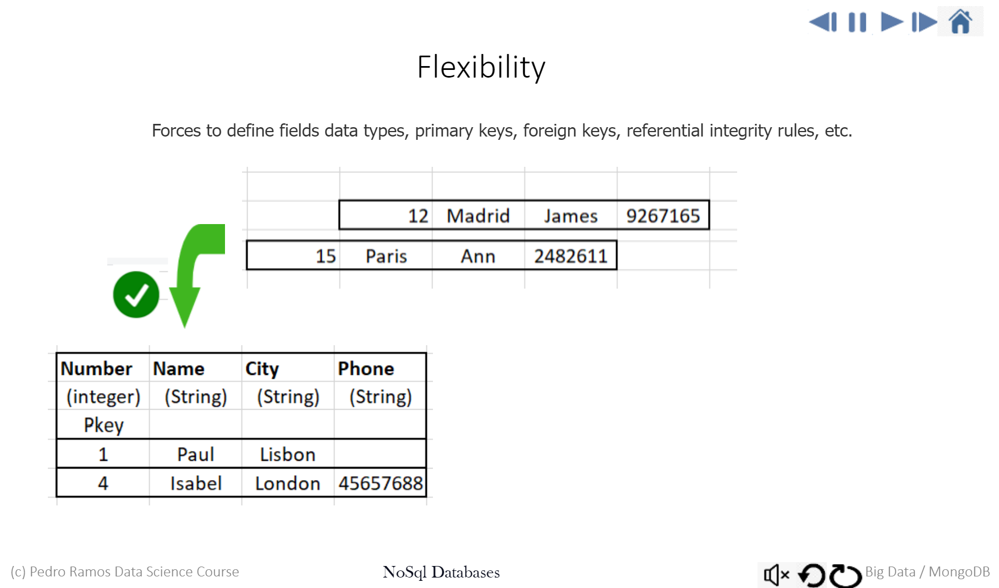 Flexibility
Forces to define fields data types, primary keys, foreign keys, referential integrity rules, etc.
12 Madrid James 9267165
15 Paris Ann 2482611
Number Name City Phone
(integer) (String) (String) (String)
Pkey
1 Paul Lisbon
4 Isabel London 45657688
(c) Pedro Ramos Data Science Course NoSql Databases Big Data / MongoDB